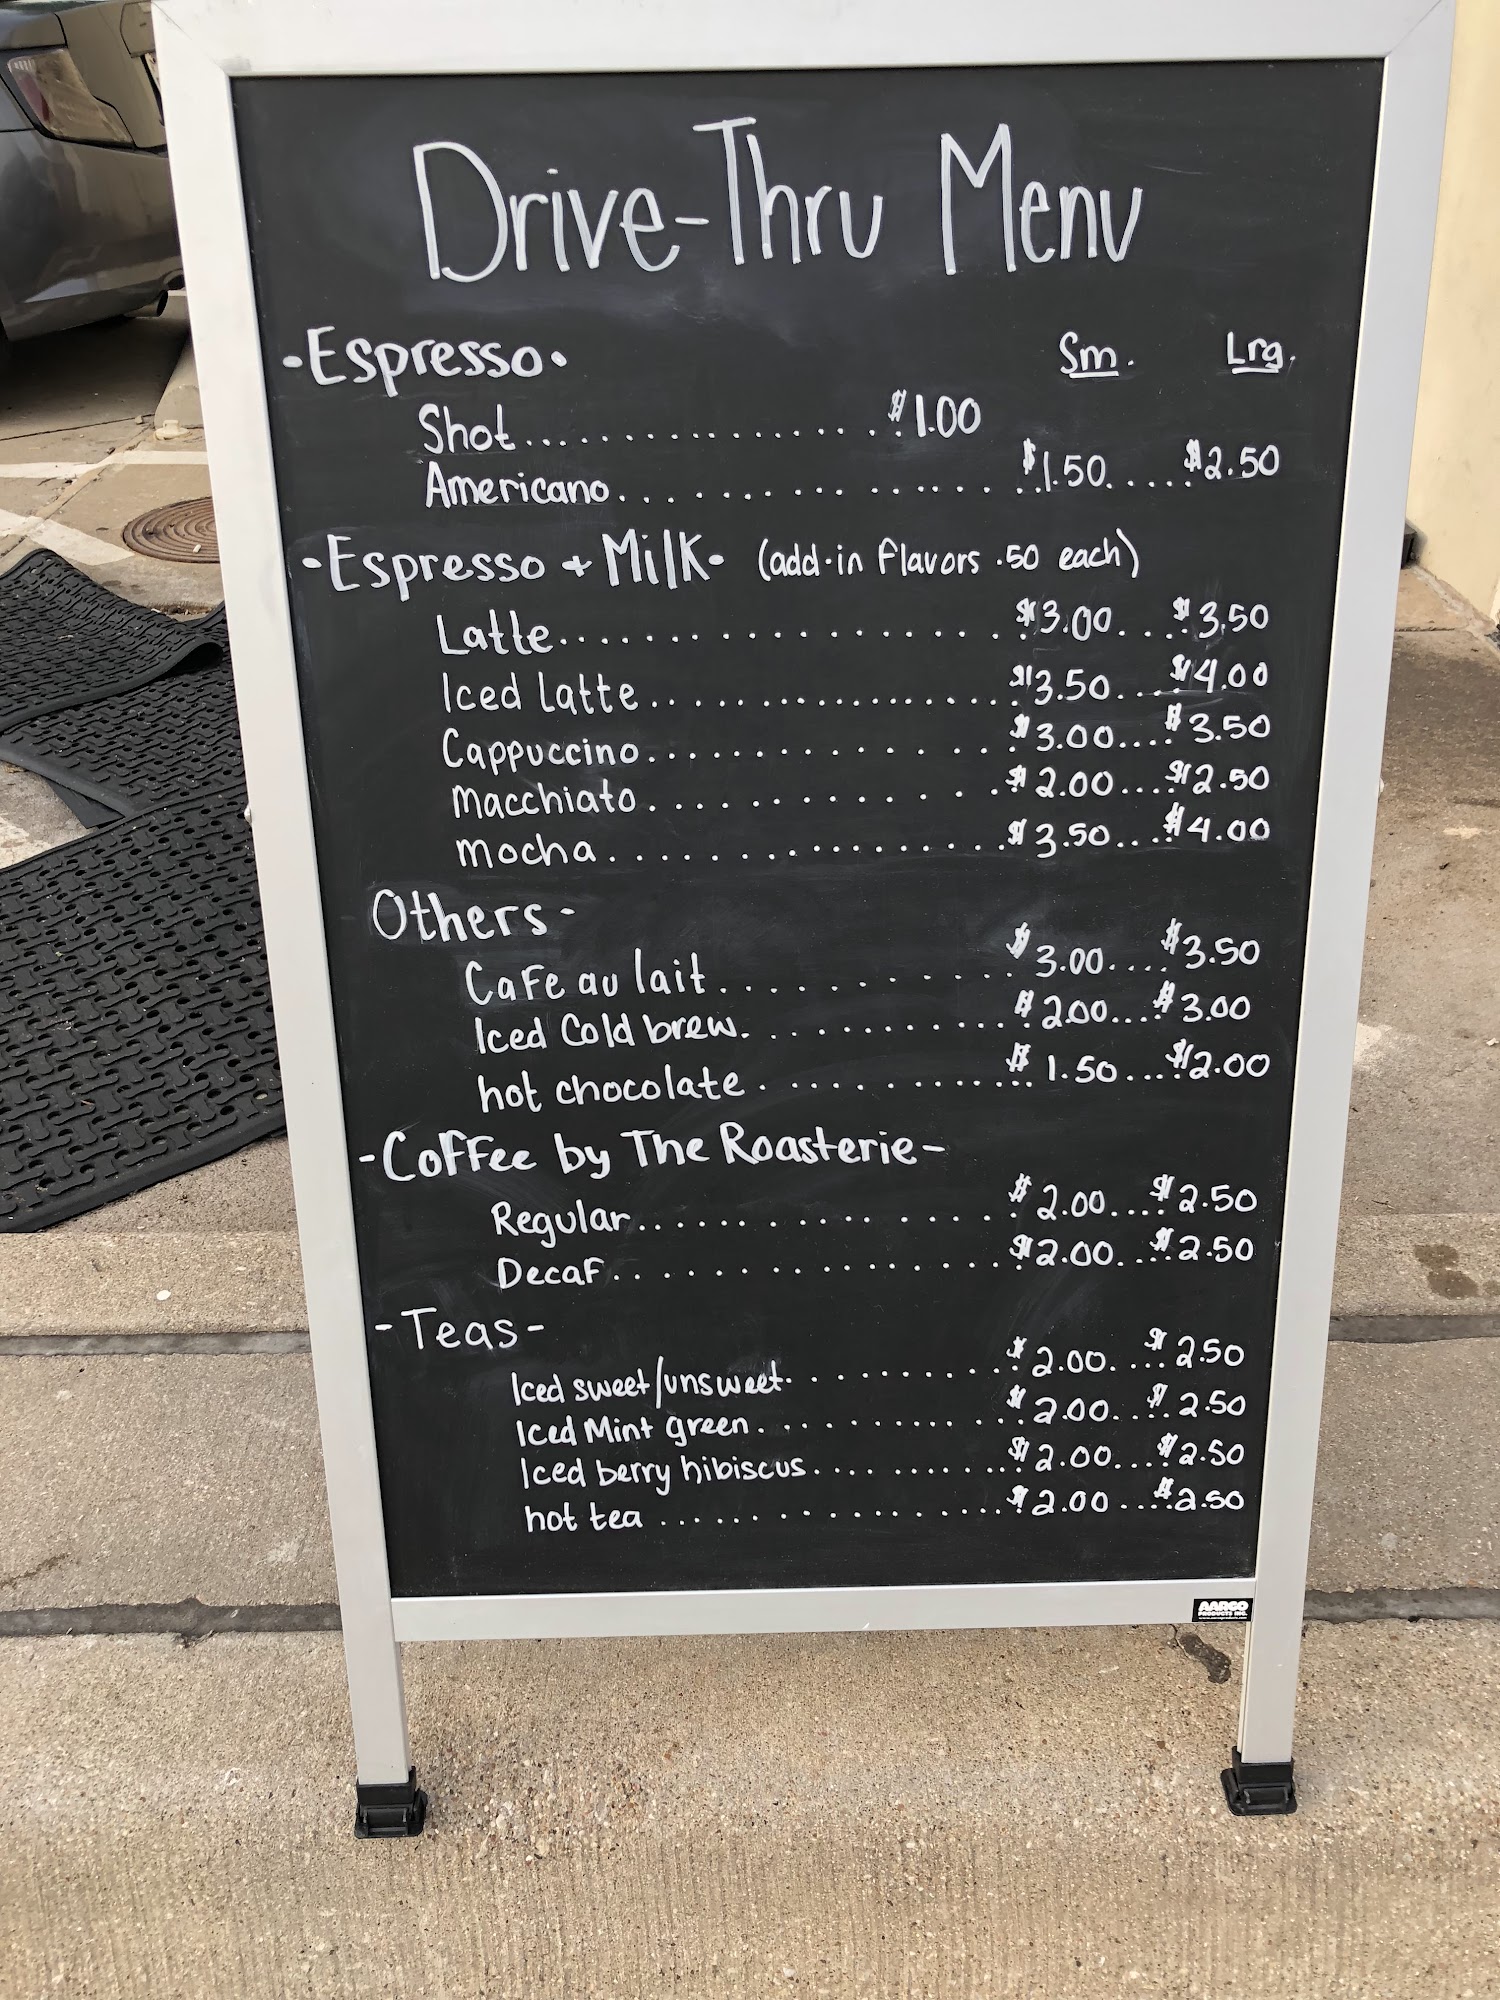 Drive-Thru Menu
·Espresso· Sm. Lrg.
Shot................$1.00
Americano................$1.50.....$2.50
·Espresso + Milk· (add-in flavors .50 each)
Latte................$3.00....$3.50
Iced Latte................$3.50....$4.00
Cappuccino................$3.00....$3.50
Macchiato................$2.00....$2.50
Mocha................$3.50....$4.00
Others-
Cafe au lait................$3.00....$3.50
Iced Cold brew................$2.00....$3.00
hot chocolate................$1.50....$2.00
-Coffee by The Roasterie-
Regular................$2.00....$2.50
Decaf................$2.00....$2.50
-Teas-
Iced sweet/unsweet................$2.00....$2.50
Iced Mint green................$2.00....$2.50
Iced berry hibiscus................$2.00....$2.50
hot tea................$2.00....$2.50
AARCO
PRODUCTS INC.